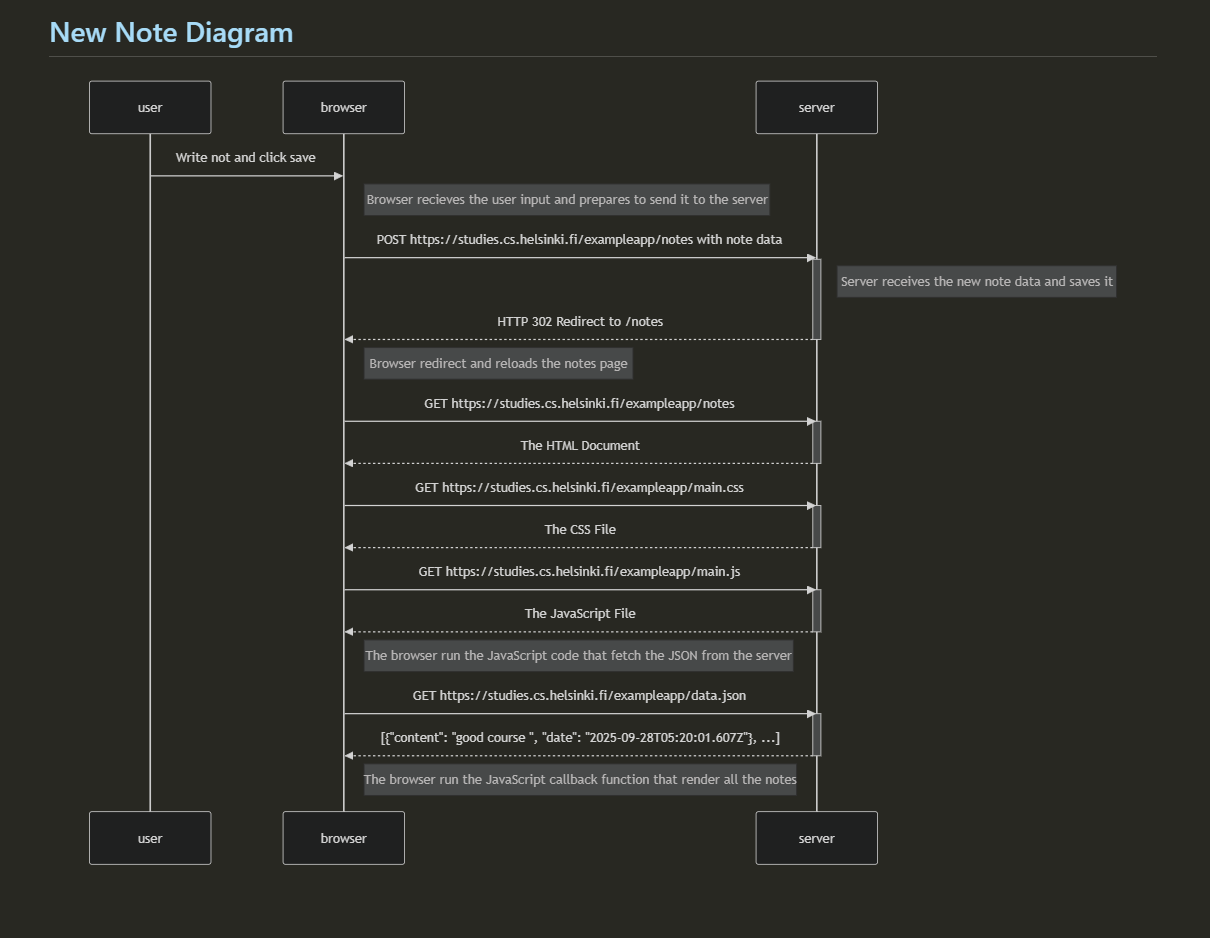 New Note Diagram
user
browser
server
Write not and click save
Browser recieves the user input and prepares to send it to the server
POST https://studies.cs.helsinki.fi/exampleapp/notes with note data
Server receives the new note data and saves it
HTTP 302 Redirect to /notes
Browser redirect and reloads the notes page
GET https://studies.cs.helsinki.fi/exampleapp/notes
The HTML Document
GET https://studies.cs.helsinki.fi/exampleapp/main.css
The CSS File
GET https://studies.cs.helsinki.fi/exampleapp/main.js
The JavaScript File
The browser run the JavaScript code that fetch the JSON from the server
GET https://studies.cs.helsinki.fi/exampleapp/data.json
[{"content": "good course ", "date": "2025-09-28T05:20:01.607Z"}, ...]
The browser run the JavaScript callback function that render all the notes
user
browser
server